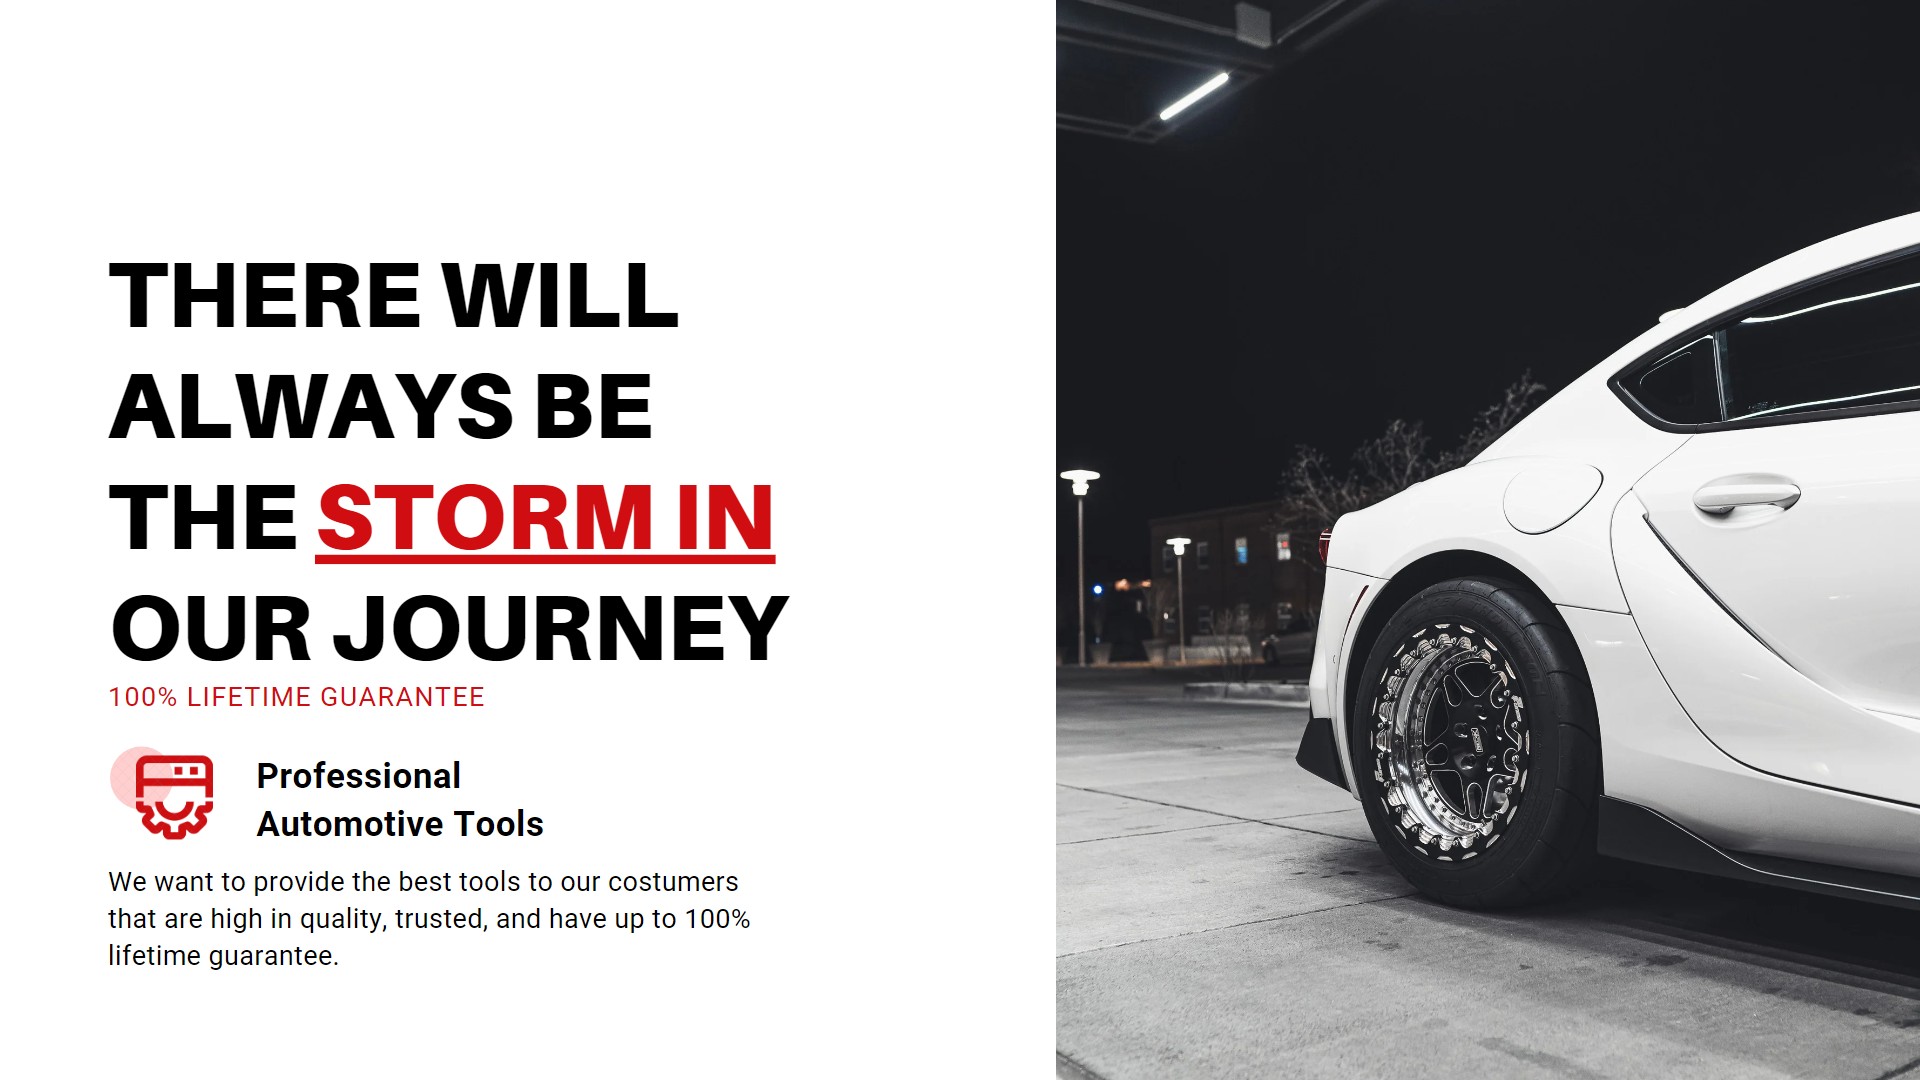 THERE WILL
ALWAYS BE
THE STORM IN
OUR JOURNEY
100% LIFETIME GUARANTEE
Professional
Automotive Tools
We want to provide the best tools to our costumers
that are high in quality, trusted, and have up to 100%
lifetime guarantee.